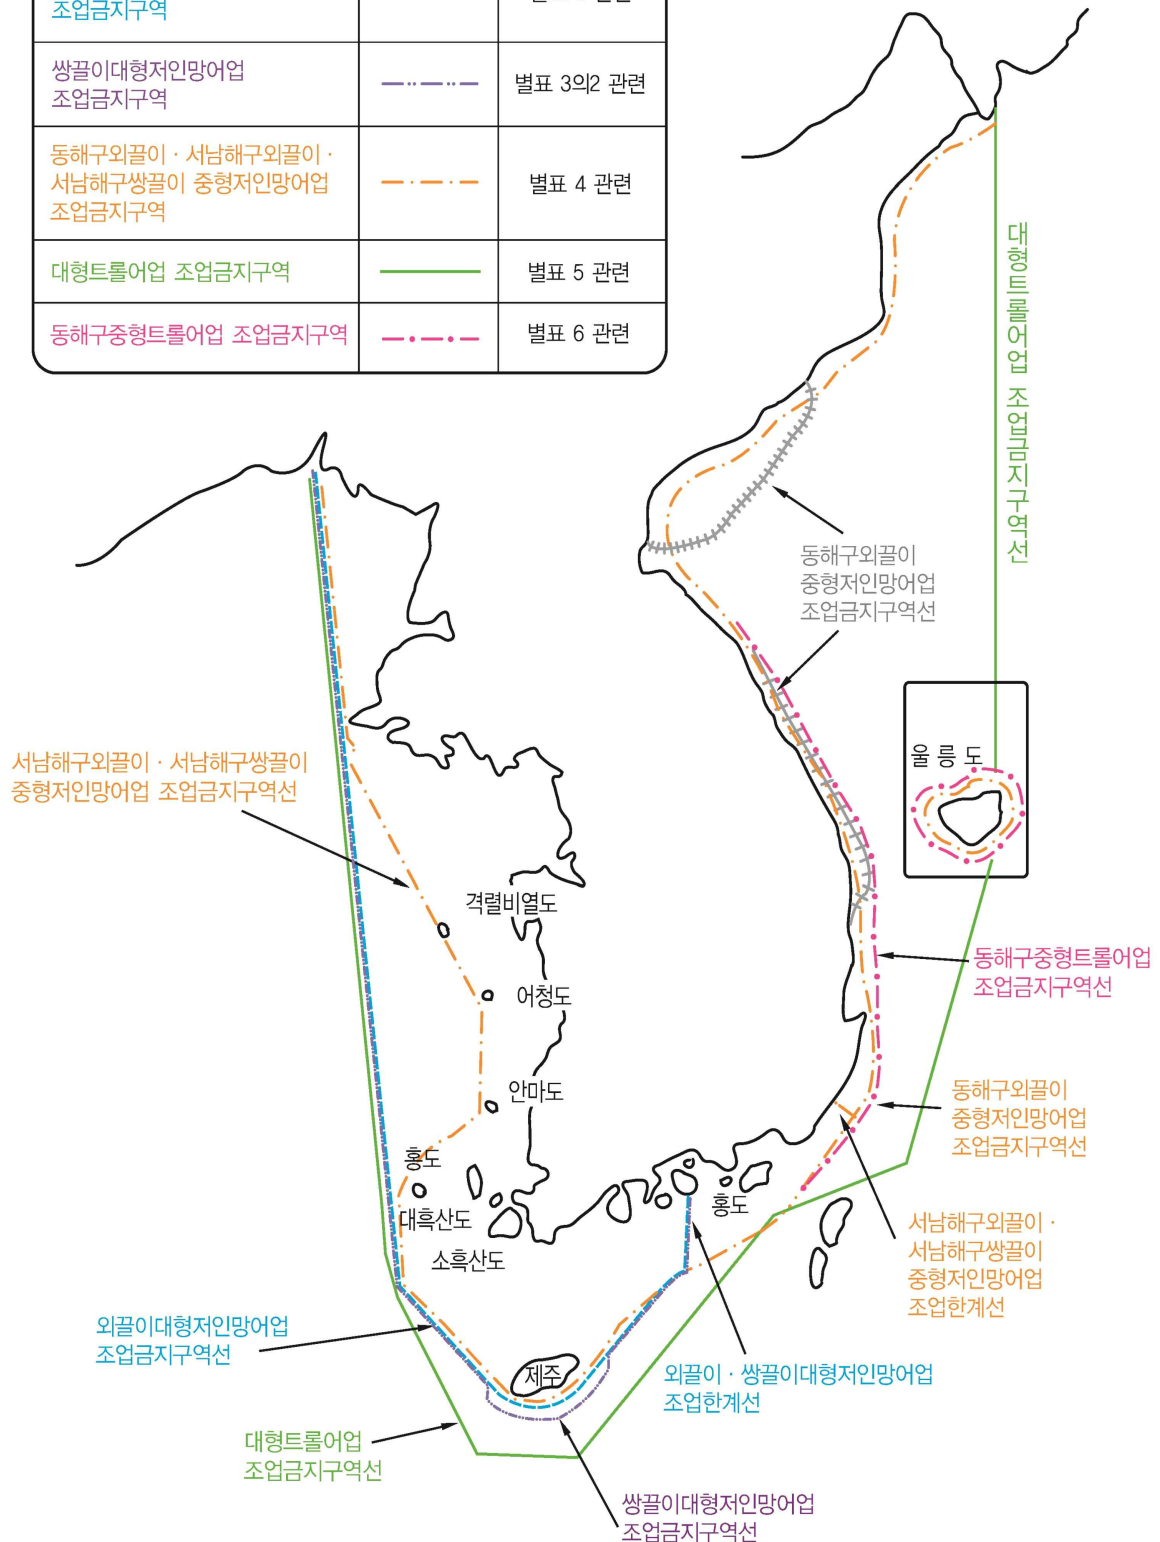 조업금지구역
쌍끌이대형저인망어업
조업금지구역
별표 3의2 관련
동해구외끌이 · 서남해구외끌이 ·
서남해구쌍끌이 중형저인망어업
조업금지구역
별표 4 관련
대형트롤어업 조업금지구역
별표 5 관련
동해구중형트롤어업 조업금지구역
별표 6 관련
대형트롤어업 조업금지구역선
동해구외끌이
중형저인망어업
조업금지구역선
울릉도
서남해구외끌이 · 서남해구쌍끌이
중형저인망어업 조업금지구역선
격렬비열도
어청도
안마도
홍도
대흑산도
소흑산도
홍도
제주
동해구중형트롤어업
조업금지구역선
동해구외끌이
중형저인망어업
조업금지구역선
서남해구외끌이 ·
서남해구쌍끌이
중형저인망어업
조업한계선
외끌이대형저인망어업
조업금지구역선
외끌이 · 쌍끌이대형저인망어업
조업한계선
대형트롤어업
조업금지구역선
쌍끌이대형저인망어업
조업금지구역선